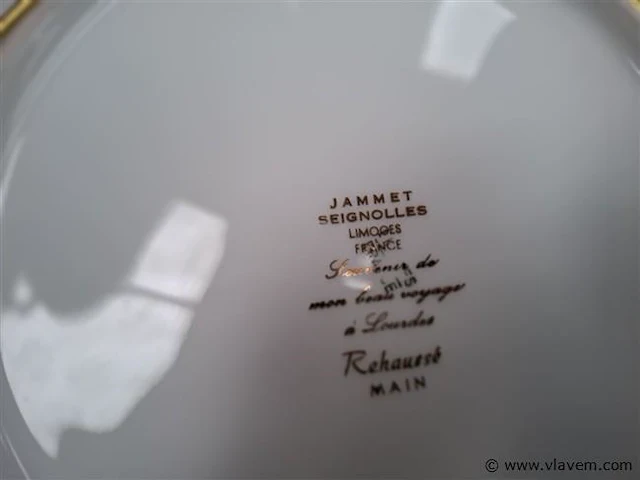 JAMMET
SEIGNOLLES
LIMOGES
FRANCE
Souvenir de
mon beau voyage
à Lourdes
Rehaussé
MAIN
© www.vlavem.com